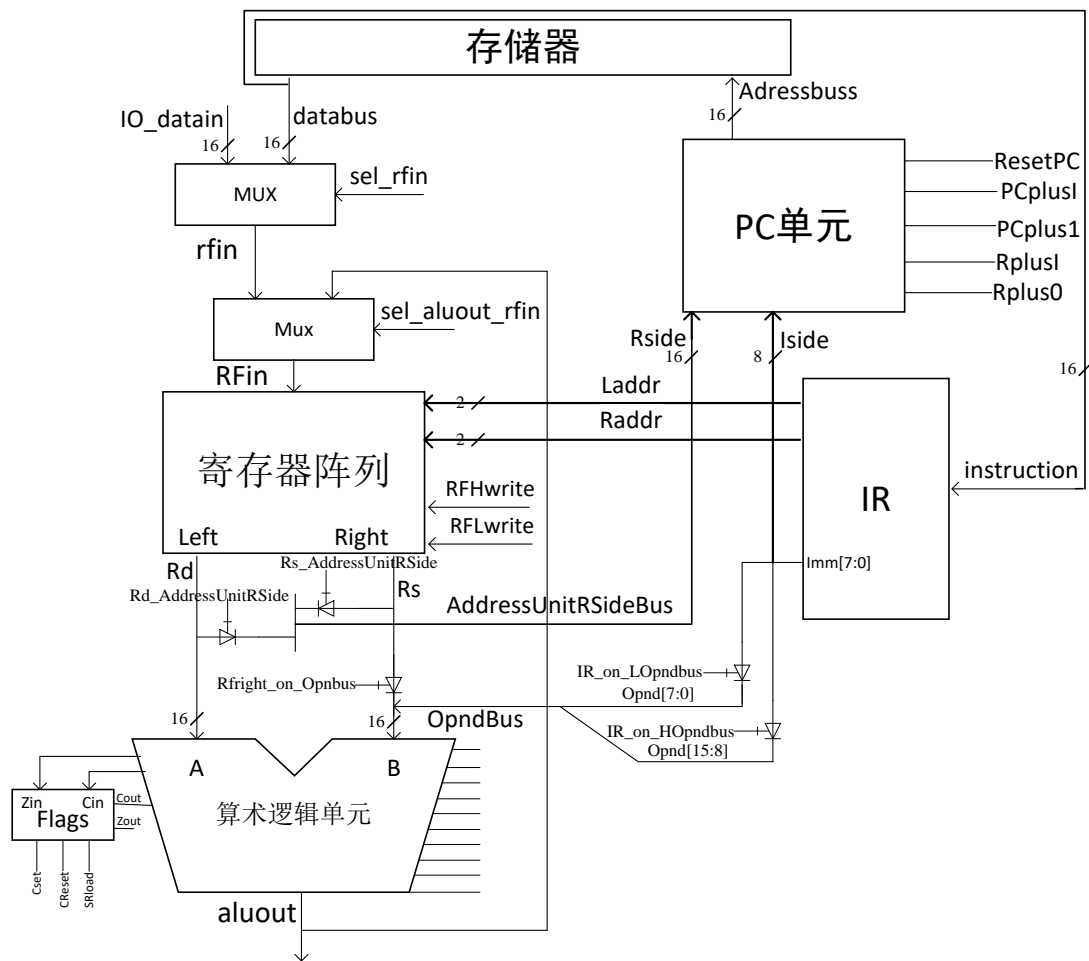 存储器
Adressbuss
16
IO_datain
databus
16
16
MUX
sel_rfin
PC单元
ResetPC
PCplusI
PCplus1
RplusI
Rplus0
rfin
Mux
sel_aluout_rfin
Rside
Iside
16
8
16
RFin
Laddr
2
Raddr
2
寄存器阵列
RFHwrite
RFLwrite
Left
Right
IR
instruction
Imm[7:0]
Rd
Rs_AddressUnitRSide
Rs
Rd_AddressUnitRSide
AddressUnitRSideBus
IR_on_LOpndbus
Opnd[7:0]
Rfright_on_Opnbus
16
16
OpndBus
IR_on_HOpndbus
Opnd[15:8]
A
B
Zin
Cin
Cout
Flags
Zout
算术逻辑单元
Cset
CReset
SRload
aluout